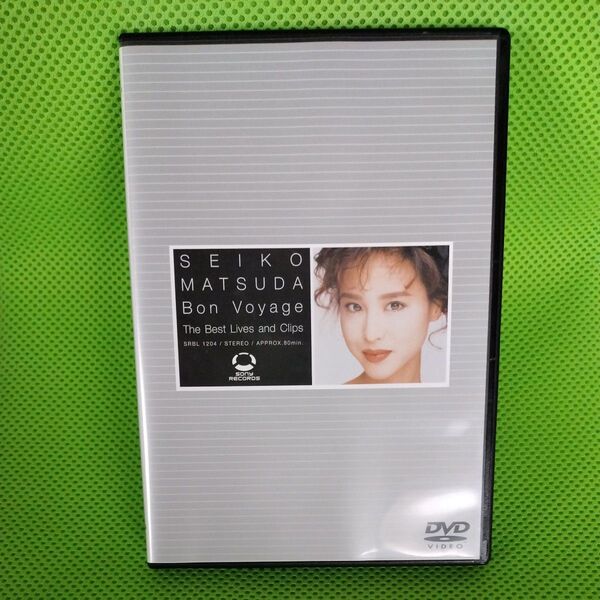 SEIKO
MATSUDA
Bon Voyage
The Best Lives and Clips
SRBL 1204 / STEREO / APPROX.80min.
SONY
RECORDS
DVD
VIDEO